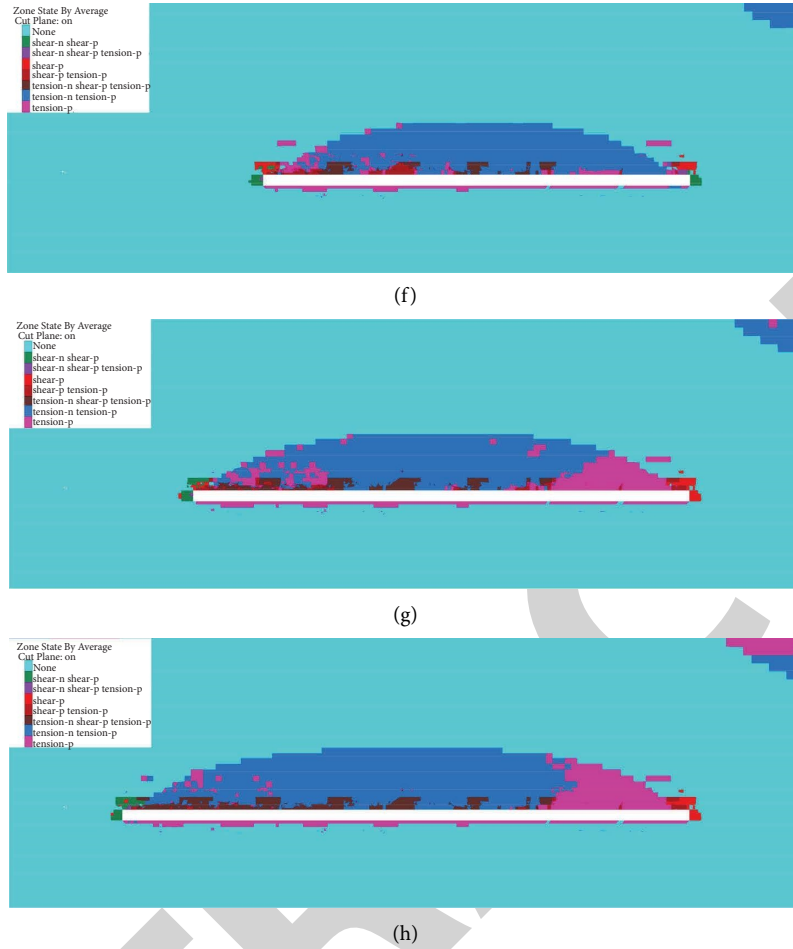 Zone State By Average
Cut Plane: on
None
shear-n shear-p
shear-n shear-p tension-p
shear-p
shear-p tension-p
tension-n shear-p tension-p
tension-n tension-p
tension-p
(f)
Zone State By Average
Cut Plane: on
None
shear-n shear-p
shear-n shear-p tension-p
shear-p
shear-p tension-p
tension-n shear-p tension-p
tension-n tension-p
tension-p
(g)
Zone State By Average
Cut Plane: on
None
shear-n shear-p
shear-n shear-p tension-p
shear-p
shear-p tension-p
tension-n shear-p tension-p
tension-n tension-p
tension-p
(h)